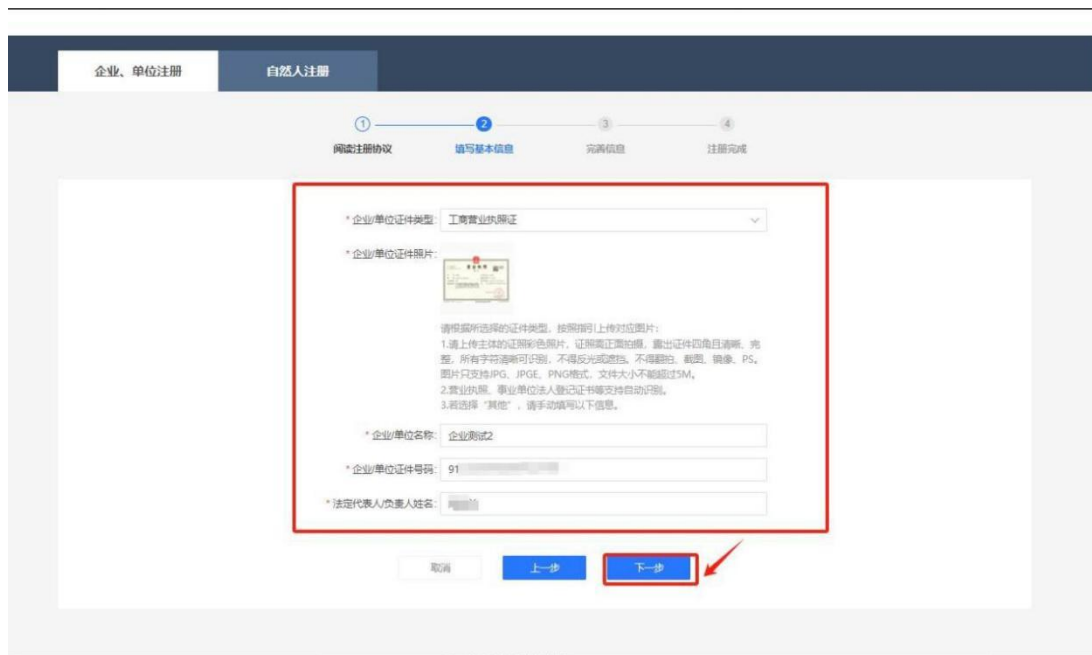 企业、单位注册
自然人注册
1
2
3
4
阅读注册协议
填写基本信息
完善信息
注册完成
* 企业/单位证件类型:
工商营业执照证
* 企业/单位证件照片:
营业执照
请根据所选择的证件类型，按照指引上传对应图片：
1.请上传主体的证照彩色照片，证照需正面拍摄，露出证件四角且清晰、完
整，所有字符清晰可识别，不得反光或遮挡。不得翻拍、截图、镜像、PS。
图片只支持JPG、JPGE、PNG格式，文件大小不能超过5M。
2.营业执照、事业单位法人登记证书等支持自动识别。
3.若选择“其他”，请手动填写以下信息。
* 企业/单位名称:
企业测试2
* 企业/单位证件号码:
91
* 法定代表人/负责人姓名:
取消
上一步
下一步